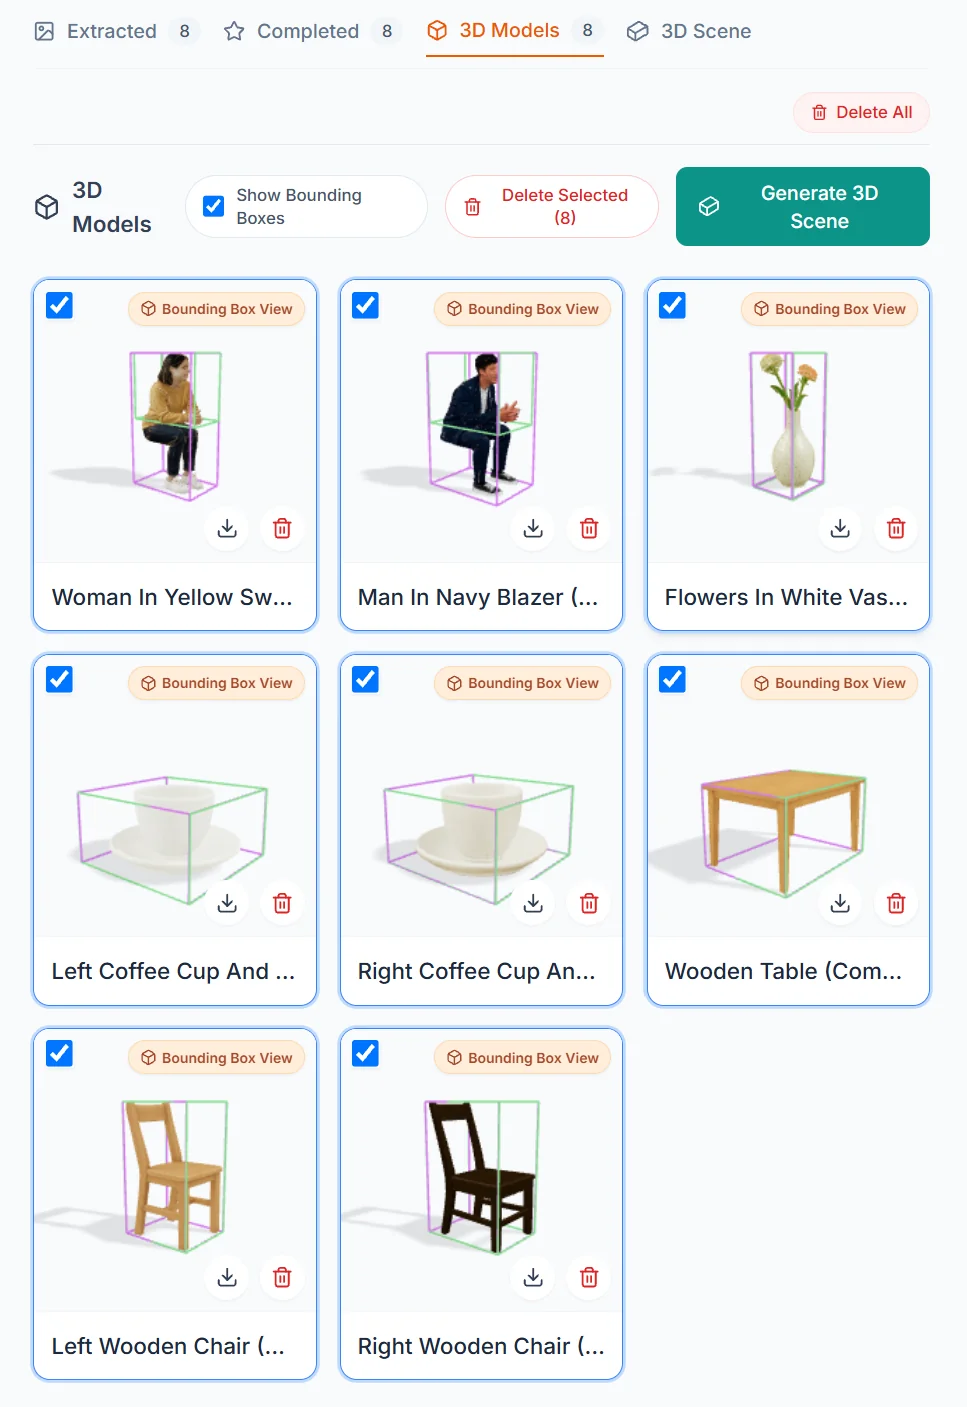 Extracted 8 Completed 8 3D Models 8 3D Scene
Delete All
3D
Models
Show Bounding
Boxes
Delete Selected
(8)
Generate 3D
Scene
Bounding Box View
Bounding Box View
Bounding Box View
Woman In Yellow Sw...
Man In Navy Blazer (...
Flowers In White Vas...
Bounding Box View
Bounding Box View
Bounding Box View
Left Coffee Cup And ...
Right Coffee Cup An...
Wooden Table (Com...
Bounding Box View
Bounding Box View
Left Wooden Chair (...
Right Wooden Chair (...